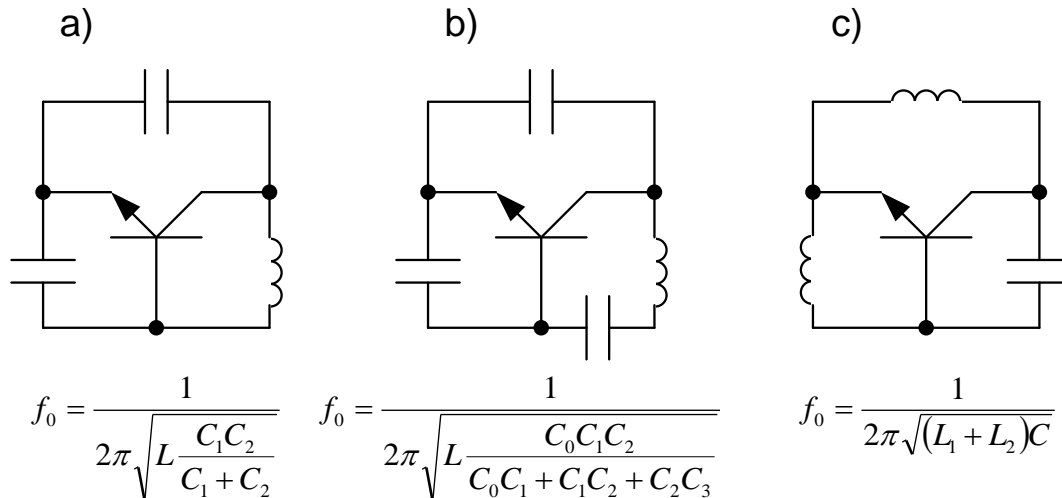 a) b) c)
f₀ = 1 / (2π√(L C₁C₂ / (C₁ + C₂)))
f₀ = 1 / (2π√(L C₀C₁C₂ / (C₀C₁ + C₁C₂ + C₂C₃)))
f₀ = 1 / (2π√((L₁ + L₂)C))